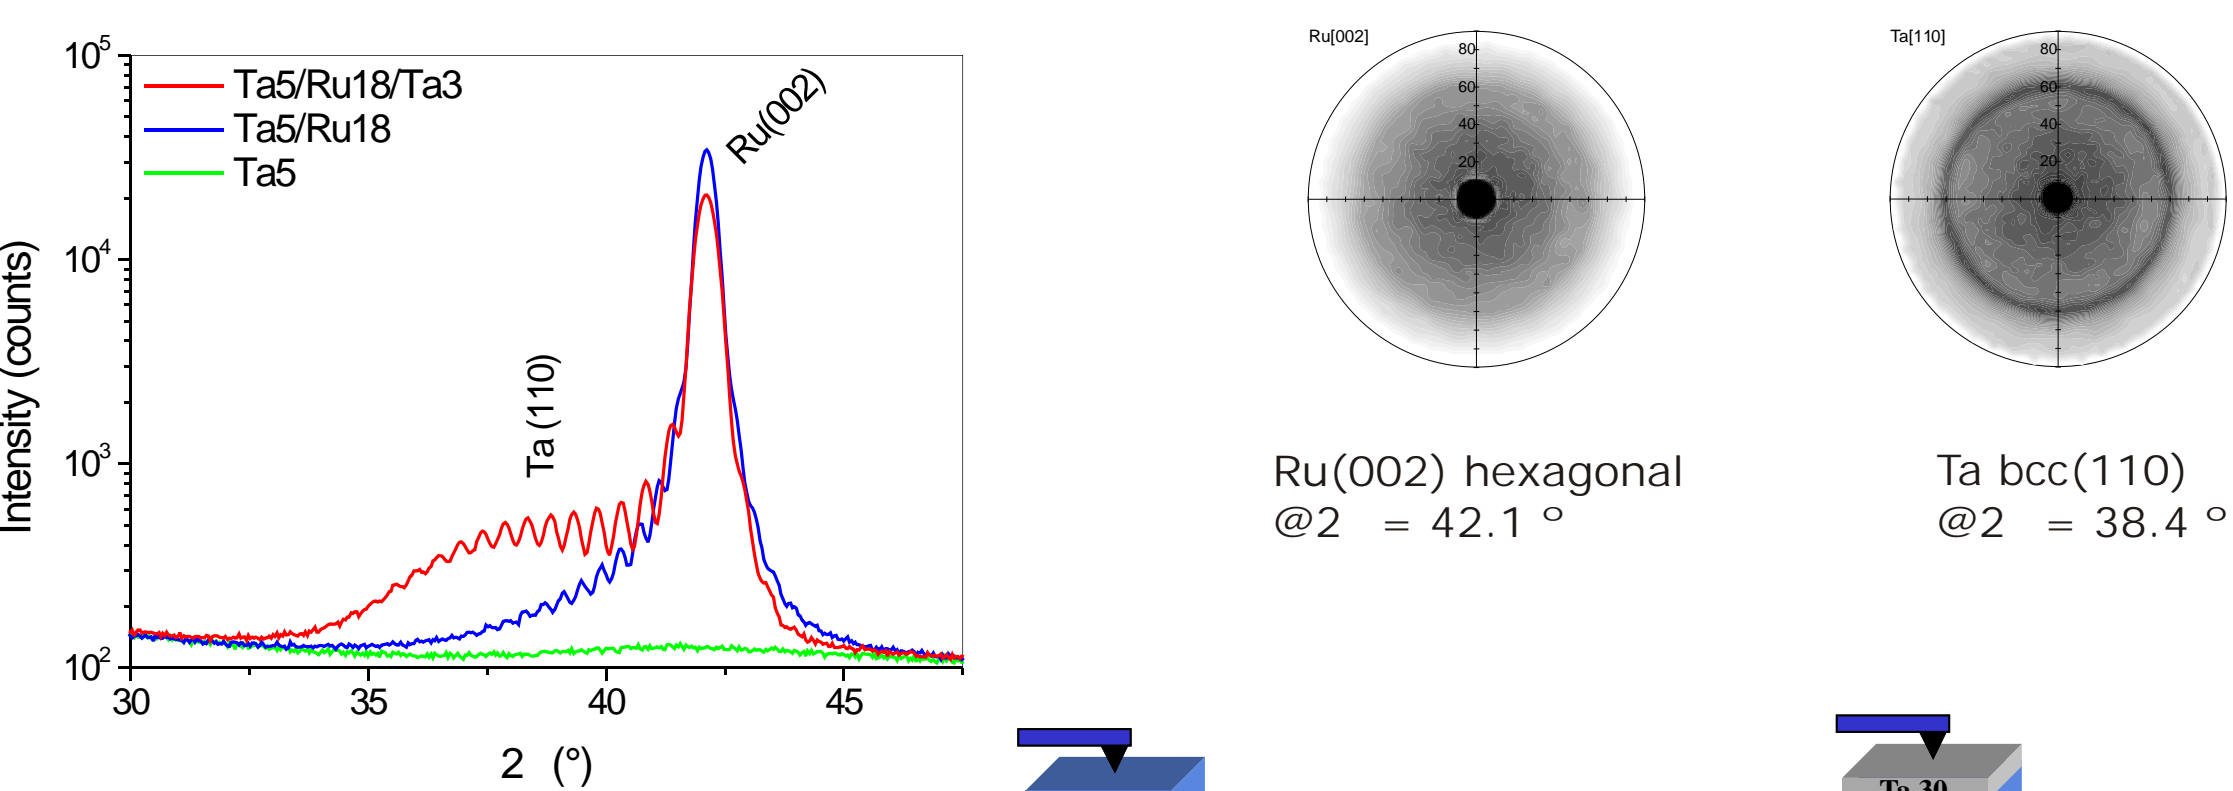 10^5
10^4
10^3
10^2
Intensity (counts)
Ta5/Ru18/Ta3
Ta5/Ru18
Ta5
Ru(002)
Ta (110)
30
35
40
45
2 (°)
Ru[002]
80
60
40
20
Ta[110]
80
60
40
20
Ru(002) hexagonal
@2 = 42.1 °
Ta bcc(110)
@2 = 38.4 °
Ta 30